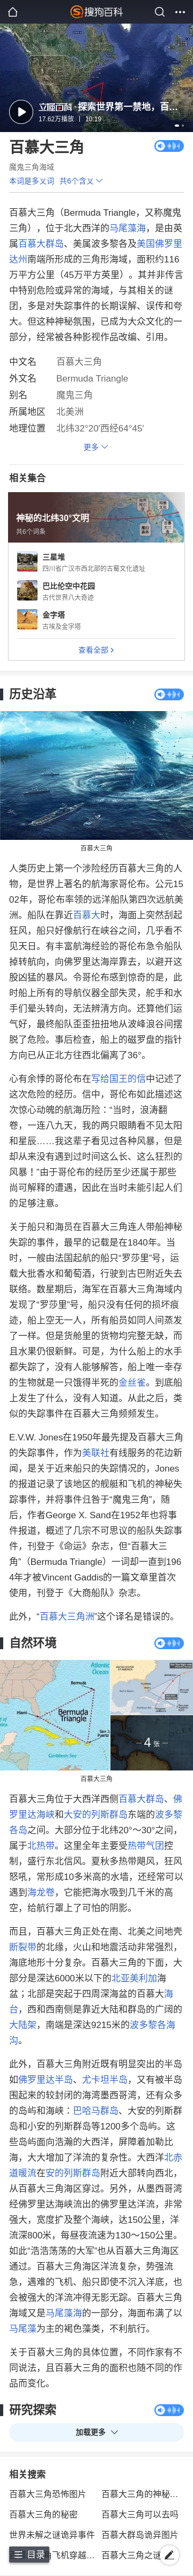 搜狗百科
立风百科·探索世界第一禁地，百…
17.62万播放 | 10:19
百慕大三角
魔鬼三角海域
本词是多义词 共6个含义
百慕大三角（Bermuda Triangle，又称魔鬼三
角），位于北大西洋的马尾藻海，是由英
属百慕大群岛、美属波多黎各及美国佛罗里
达州南端所形成的三角形海域，面积约116
万平方公里（45万平方英里）。其并非传言
中特别危险或异常的海域，与其相关的谜
团，多是对失踪事件的长期误解、误传和夸
大。但这种神秘氛围，已成为大众文化的一
部分，曾经被各种影视作品改编、引用。
中文名 百慕大三角
外文名 Bermuda Triangle
别名 魔鬼三角
所属地区 北美洲
地理位置 北纬32°20′西经64°45′
更多
相关集合
神秘的北纬30°文明
共6个词条
三星堆
四川省广汉市西北部的古蜀文化遗址
巴比伦空中花园
古代世界八大奇迹
金字塔
古埃及金字塔
查看全部
历史沿革
百慕大三角
人类历史上第一个涉险经历百慕大三角的人
物，是世界上著名的航海家哥伦布。公元15
02年，哥伦布率领的远洋船队第四次远航美
洲。船队在靠近百慕大时，海面上突然刮起
狂风，船只好像航行在峡谷之间，几乎看不
见天日。有丰富航海经验的哥伦布急令船队
掉转航向，向佛罗里达海岸靠去，以避开这
股凶猛的暴风。令哥伦布感到意外的是，此
时船上所有的导航仪器全部失灵，舵手和水
手们晕头转向，无法辨清方向。还算他们运
气好，最终船队歪歪扭扭地从波峰浪谷间摆
脱了危险。事后检查，船上的磁罗盘的指针
方向已从正北方往西北偏离了36°。
心有余悸的哥伦布在写给国王的信中记述了
这次危险的经历。信中，哥伦布如此描述这
次惊心动魄的航海历险：“当时，浪涛翻
卷，一连八九天，我的两只眼睛看不见太阳
和星辰……我这辈子看见过各种风暴，但是
却从来没有遇到过时间这么长、这么狂烈的
风暴！”由于哥伦布的经历至少还属于那些
尚可解释的遭遇，因此在当时未能引起人们
的足够重注意。
关于船只和海员在百慕大三角连人带船神秘
失踪的事件，最早的记载是在1840年。当
时，一艘由法国起航的船只“罗莎里”号，运
载大批香水和葡萄酒，行驶到古巴附近失去
联络。数星期后，海军在百慕大三角海域内
发现了“罗莎里”号，船只没有任何的损坏痕
迹，船上空无一人，所有船员如同人间蒸发
了一样。但是货舱里的货物均完整无缺，而
且水果仍很新鲜。可是，为什么船上的水手
都失踪了，没有人能够解答，船上唯一幸存
的生物就是一只饿得半死的金丝雀。到底船
上发生了什么，没有人知道。从此之后，类
似的失踪事件在百慕大三角频频发生。
E.V.W. Jones在1950年最先提及百慕大三角
的失踪事件，作为美联社有线服务的花边新
闻，是关于近来船只的失踪情况的，Jones
的报道记录了该地区的舰艇和飞机的神秘失
踪事件，并将事件归咎于“魔鬼三角”，随
后，作者George X. Sand在1952年也将事
件报道，概述了几宗不可思议的船队失踪事
件，刊登于《命运》杂志，但“百慕大三
角”（Bermuda Triangle）一词却一直到196
4年才被Vincent Gaddis的一篇文章里首次
使用，刊登于《大商船队》杂志。
此外，“百慕大三角洲”这个译名是错误的。
自然环境
4张
百慕大三角
百慕大三角位于大西洋西侧百慕大群岛、佛
罗里达海峡和大安的列斯群岛东端的波多黎
各岛之间。大部分位于北纬20°～30°之间，
属于北热带。这里全年主要受热带气团控
制，盛行东北信风。夏秋多热带飓风，狂风
怒吼，常形成10多米高的水墙，还经常可以
遇到海龙卷，它能把海水吸到几千米的高
空，给航行罩上了可怕的阴影。
而且，百慕大三角正处在南、北美之间地壳
断裂带的北缘，火山和地震活动非常强烈，
海底地形十分复杂。百慕大三角的下面，大
部分是深达6000米以下的北亚美利加海
盆；北部是突起于四周深海盆的百慕大海
台，西和西南侧是靠近大陆和群岛的广阔的
大陆架，南端是深达9215米的波多黎各海
沟。
此外，百慕大三角附近既有明显突出的半岛
如佛罗里达半岛、尤卡坦半岛，又有被半岛
围起来的较封闭的海湾墨西哥湾，还有众多
的岛屿和海峡∶巴哈马群岛、大安的列斯群
岛和小安的列斯群岛等1200多个岛屿。这
些岛屿面向浩瀚的大西洋，屏障着加勒比
海，大大增加了洋流的复杂性。大西洋北赤
道暖流在安的列斯群岛附近大部转向西北，
从百慕大三角海区穿过。另外，从墨西哥湾
经佛罗里达海峡流出的佛罗里达洋流，非常
强大，宽度扩及整个海峡，达150公里，洋
流深800米，每昼夜流速为130～150公里。
如此“浩浩荡荡的大军”也从百慕大三角海区
通过。百慕大三角海区洋流复杂，势强流
急，遇难的飞机、船只即使不沉入洋底，也
会被强大的洋流冲得无影无踪。百慕大三角
海域又是马尾藻海的一部分，海面布满了以
马尾藻为主的褐色藻类，不利航行。
关于百慕大三角的具体位置，不同作家有不
同说法，且百慕大三角的面积也随不同的作
品而变化。
研究探索
加载更多
相关搜索
百慕大三角恐怖图片 百慕大三角的神秘…
百慕大三角的秘密 百慕大三角可以去吗
世界未解之谜诡异事件 百慕大群岛诡异图片
目录 飞机穿越… 百慕大三角之谜